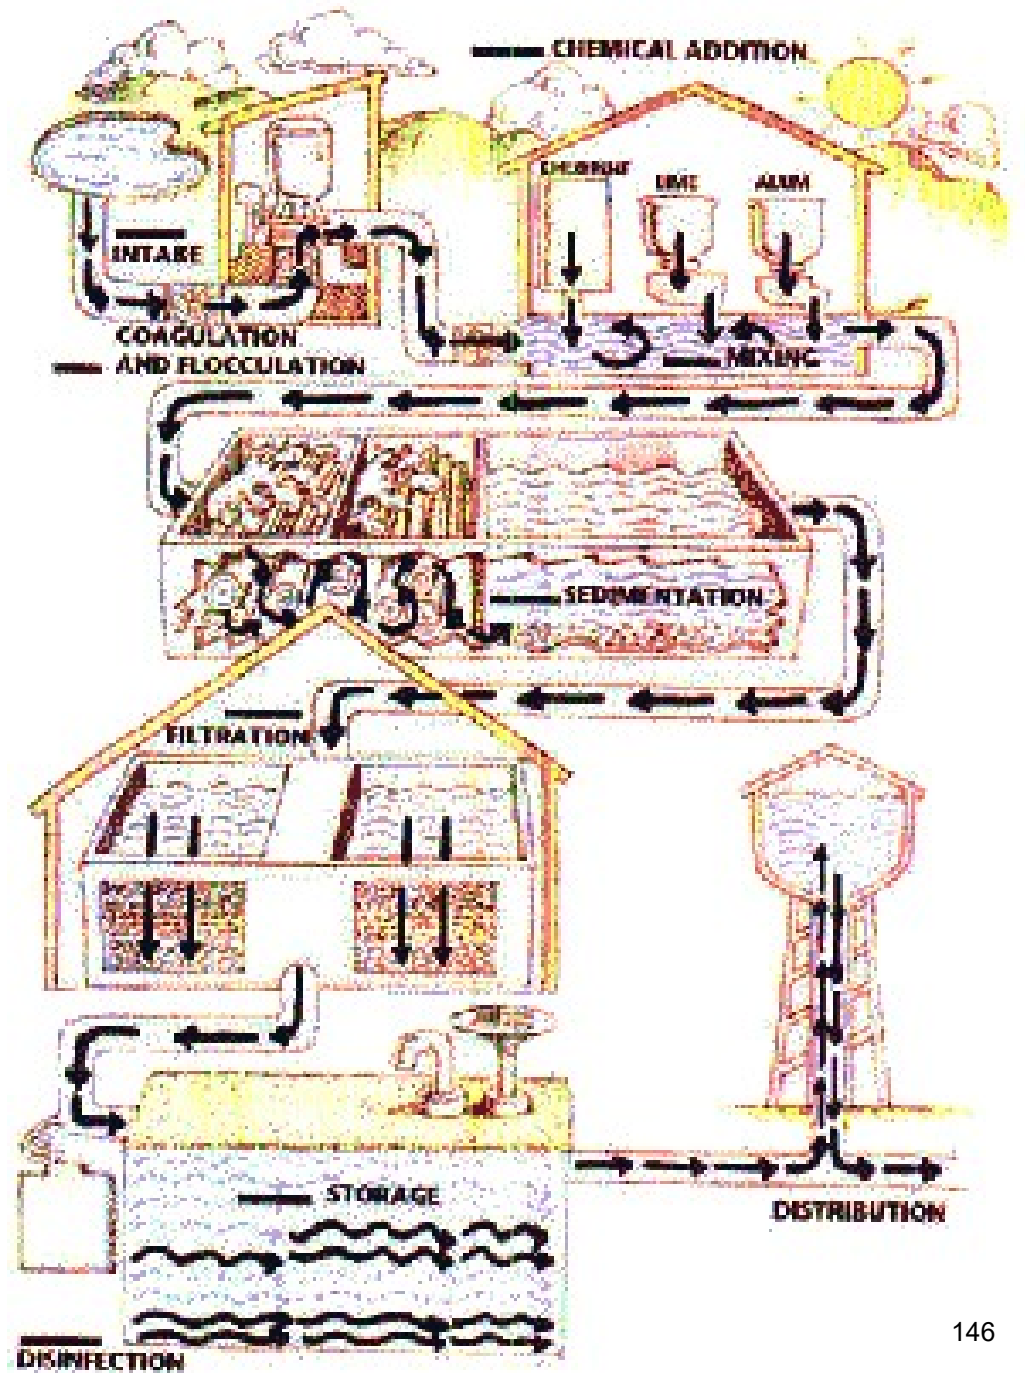 CHEMICAL ADDITION
LIME
ALUM
INTAKE
COAGULATION
AND FLOCCULATION
MIXING
SEDIMENTATION
FILTRATION
STORAGE
DISTRIBUTION
146
DISINFECTION